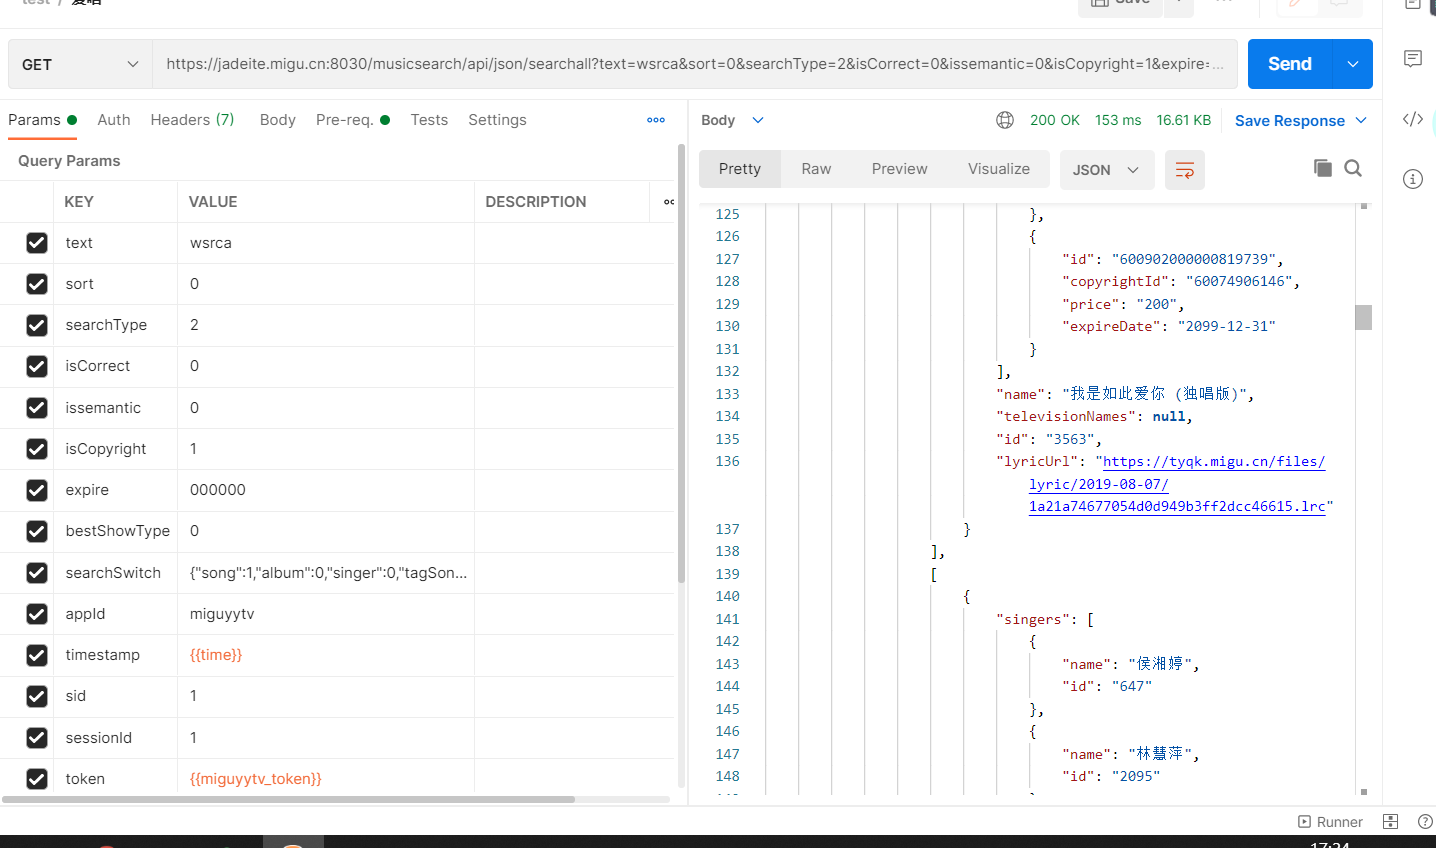 GET
https://jadeite.migu.cn:8030/musicsearch/api/json/searchall?text=wsrca&sort=0&searchType=2&isCorrect=0&issemantic=0&isCopyright=1&expire=...
Send
Params
Auth
Headers (7)
Body
Pre-req.
Tests
Settings
Query Params
KEY
VALUE
DESCRIPTION
text
wsrca
sort
0
searchType
2
isCorrect
0
issemantic
0
isCopyright
1
expire
000000
bestShowType
0
searchSwitch
{"song":1,"album":0,"singer":0,"tagSon...
appId
miguyytv
timestamp
{{time}}
sid
1
sessionId
1
token
{{miguyytv_token}}
Body
200 OK
153 ms
16.61 KB
Save Response
Pretty
Raw
Preview
Visualize
JSON
125 },
126 {
127 "id": "600902000000819739",
128 "copyrightId": "60074906146",
129 "price": "200",
130 "expireDate": "2099-12-31"
131 }
132 ],
133 "name": "我是如此爱你 (独唱版)",
134 "televisionNames": null,
135 "id": "3563",
136 "lyricUrl": "https://tyqk.migu.cn/files/
lyric/2019-08-07/
1a21a74677054d0d949b3ff2dcc46615.lrc"
137 }
138 ],
139 [
140 {
141 "singers": [
142 {
143 "name": "侯湘婷",
144 "id": "647"
145 },
146 {
147 "name": "林慧萍",
148 "id": "2095"
Runner